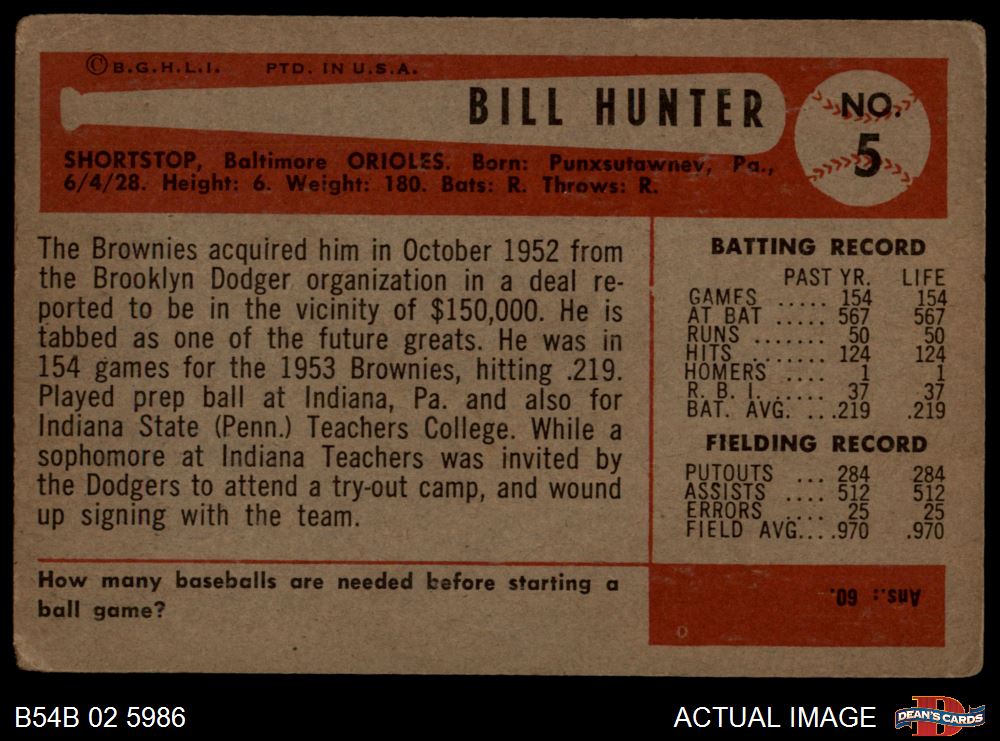 © B.G.H.L.I. PTD. IN U.S.A.
BILL HUNTER
NO.
5
SHORTSTOP, Baltimore ORIOLES. Born: Punxsutawney, Pa.,
6/4/28. Height: 6. Weight: 180. Bats: R. Throws: R.
The Brownies acquired him in October 1952 from
the Brooklyn Dodger organization in a deal re-
ported to be in the vicinity of $150,000. He is
tabbed as one of the future greats. He was in
154 games for the 1953 Brownies, hitting .219.
Played prep ball at Indiana, Pa. and also for
Indiana State (Penn.) Teachers College. While a
sophomore at Indiana Teachers was invited by
the Dodgers to attend a try-out camp, and wound
up signing with the team.
BATTING RECORD
PAST YR. LIFE
GAMES ..... 154 154
AT BAT ..... 567 567
RUNS ....... 50 50
HITS ........ 124 124
HOMERS .... 1 1
R. B. I. ..... 37 37
BAT. AVG. ... .219 .219
FIELDING RECORD
PUTOUTS ... 284 284
ASSISTS .... 512 512
ERRORS .... 25 25
FIELD AVG. ... .970 .970
How many baseballs are needed before starting a
ball game?
Ans.: 60.
B54B 02 5986
ACTUAL IMAGE
D
DEAN'S CARDS